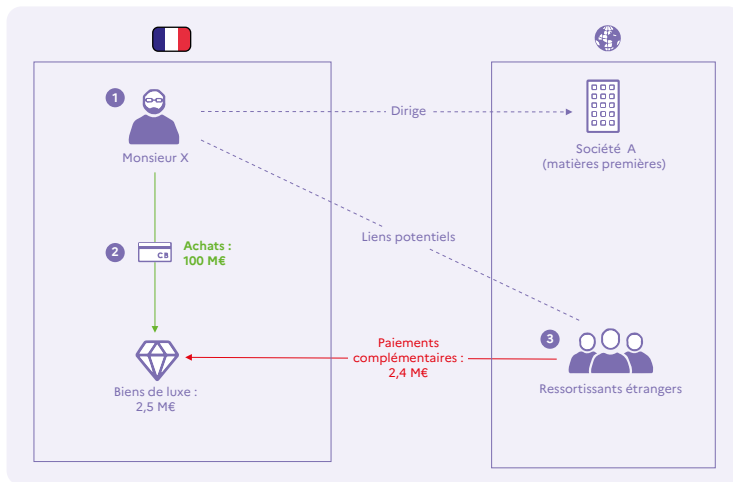 1
Monsieur X
Dirige
Société A
(matières premières)
Liens potentiels
2
CB
Achats :
100 M€
Biens de luxe :
2,5 M€
Paiements
complémentaires :
2,4 M€
3
Ressortissants étrangers